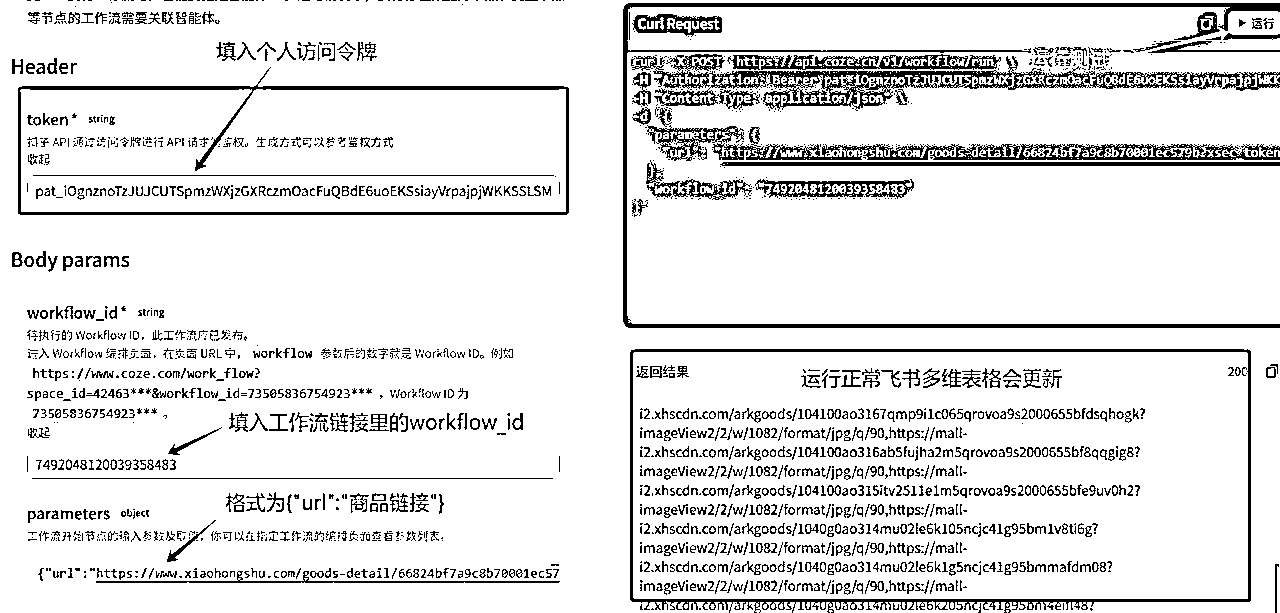 等节点的工作流需要关联智能体。
填入个人访问令牌
Header
token* string
扣子 API 通过访问令牌进行 API 请求的鉴权。生成方式可以参考鉴权方式
收起
pat_iOgnznoTzJUJCUTSpmzWXjzGXRczmOacFuQBdE6uoEKSsiayVrpajpjWKKSSLSM
Body params
workflow_id* string
待执行的 Workflow ID，此工作流应已发布。
进入 Workflow 编排页面，在页面 URL 中， workflow 参数后的数字就是 Workflow ID。例如
https://www.coze.com/work_flow?
space_id=42463***&workflow_id=73505836754923*** ，Workflow ID 为
73505836754923*** 。
填入工作流链接里的workflow_id
收起
7492048120039358483
格式为{"url":"商品链接"}
parameters object
工作流开始节点的输入参数及取值，你可以在指定工作流的编排页面查看参数列表。
{"url":"https://www.xiaohongshu.com/goods-detail/66824bf7a9c8b70001ec57
Curl Request
运行
curl -X POST 'https://api.coze.cn/v1/workflow/run' \
-H "Authorization: Bearer pat_iOgnznoTzJUJCUTSpmzWXjzGXRczmOacFuQBdE6uoEKSsiayVrpajpjWKK
-H "Content-Type: application/json" \
-d '{
"parameters": {
"url": "https://www.xiaohongshu.com/goods-detail/66824bf7a9c8b70001ec579b?xsec_token
},
"workflow_id": "7492048120039358483"
}'
返回结果
运行正常飞书多维表格会更新
200
i2.xhscdn.com/arkgoods/104100ao3167qmp9i1c065qrovoa9s2000655bfdsqhogk?
imageView2/2/w/1082/format/jpg/q/90,https://mall-
i2.xhscdn.com/arkgoods/104100ao316ab5fujha2m5qrovoa9s2000655bf8qqgig8?
imageView2/2/w/1082/format/jpg/q/90,https://mall-
i2.xhscdn.com/arkgoods/104100ao315itv2511e1m5qrovoa9s2000655bfe9uv0h2?
imageView2/2/w/1082/format/jpg/q/90,https://mall-
i2.xhscdn.com/arkgoods/1040g0ao314mu02le6k105ncjc41g95bm1v8ti6g?
imageView2/2/w/1082/format/jpg/q/90,https://mall-
i2.xhscdn.com/arkgoods/1040g0ao314mu02le6k1g5ncjc41g95bmmafdm08?
imageView2/2/w/1082/format/jpg/q/90,https://mall-